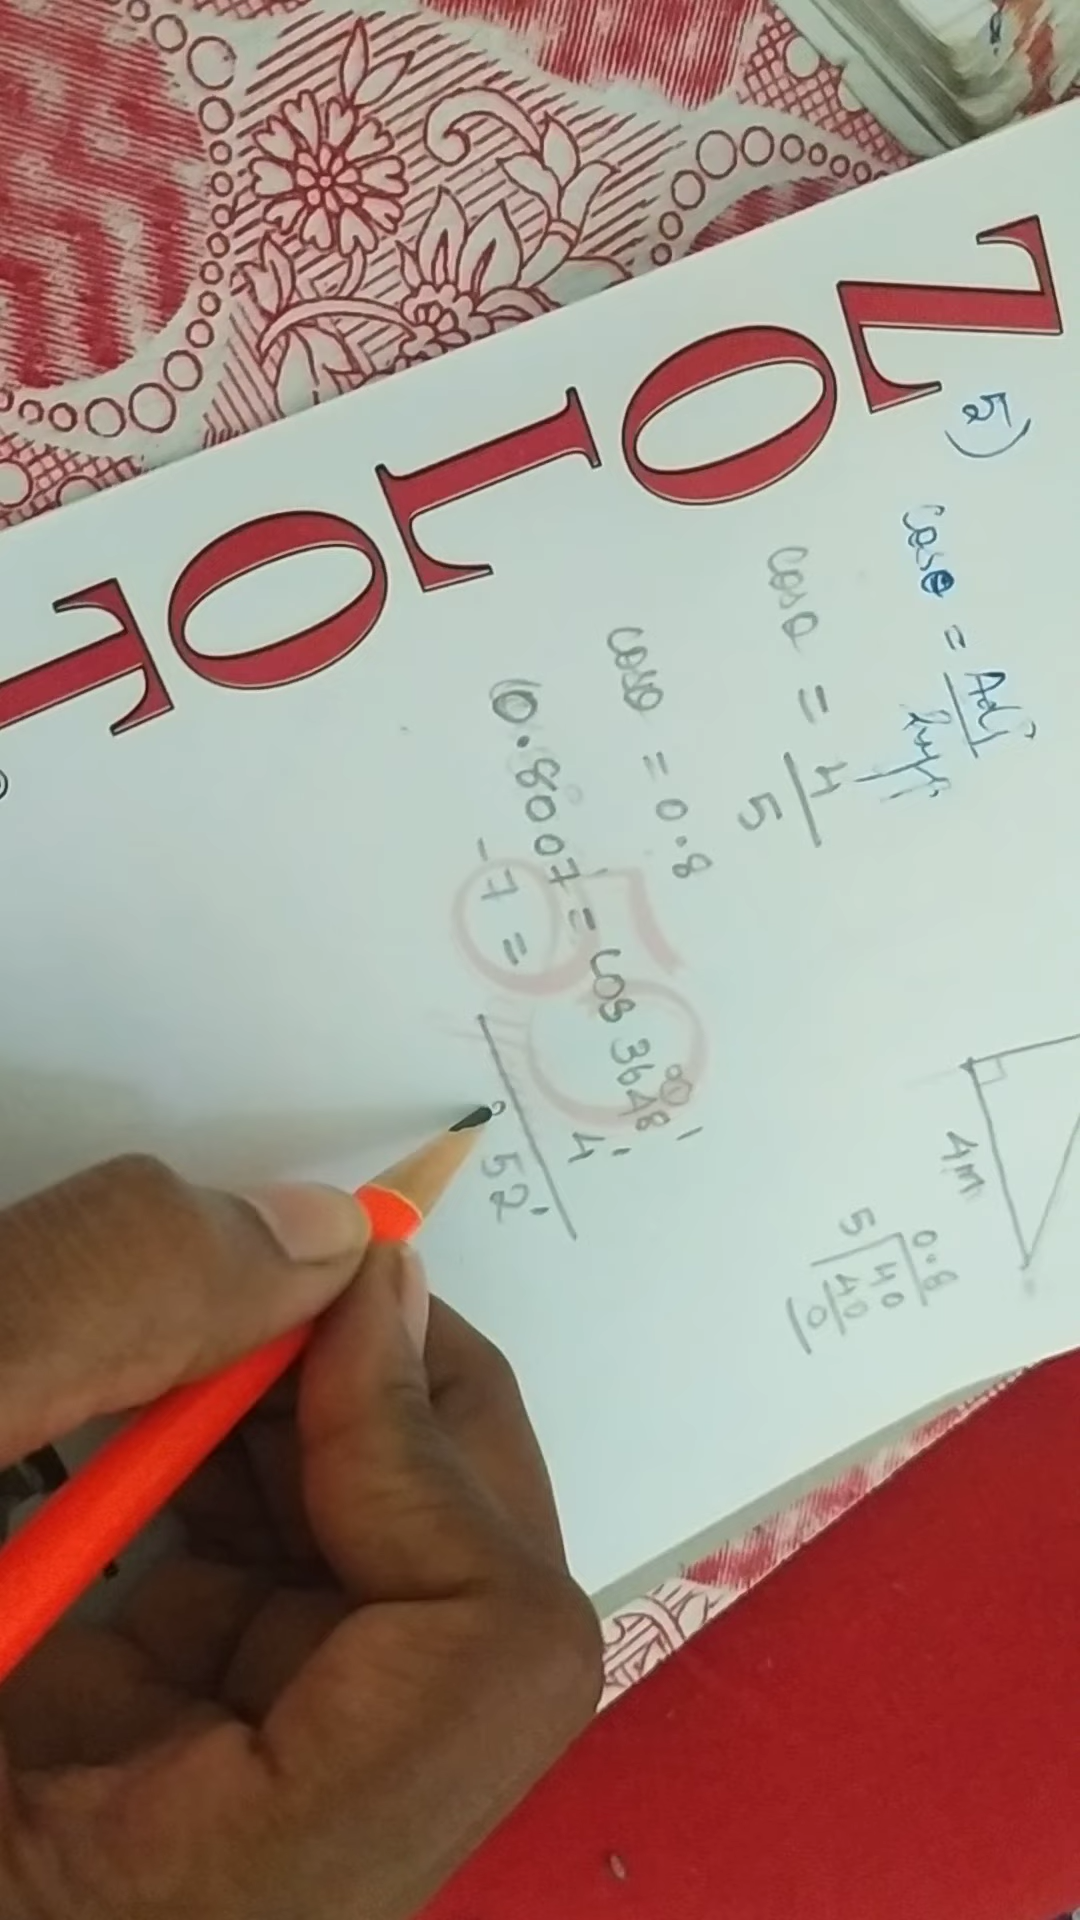 5)
cosθ = Adj/hyp
cosθ = 4/5
cosθ = 0.8
0.8007 = cos 36°48'
-7 = 4'
° 52'
4m
0.8
5 40
40
0
ZOLOT